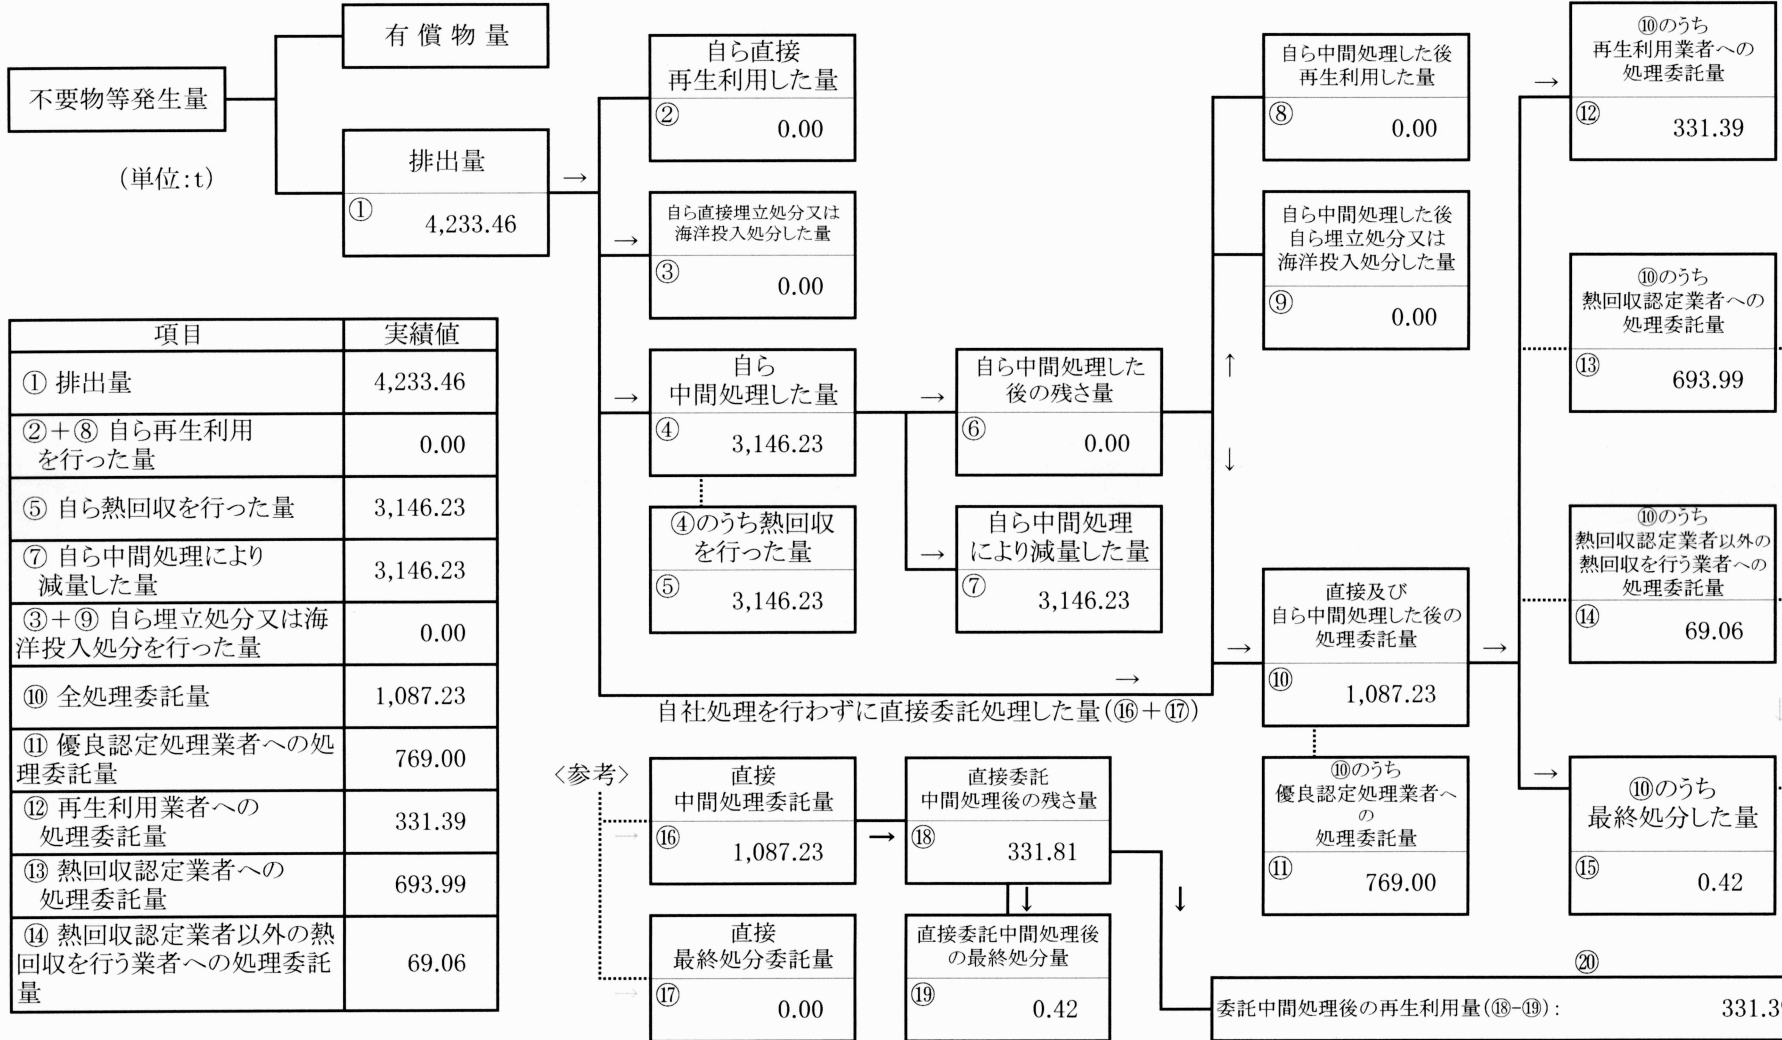 有償物量
不要物等発生量
(単位:t)
排出量
①
4,233.46
→
自ら直接
再生利用した量
②
0.00
自ら直接埋立処分又は
海洋投入処分した量
→
③
0.00
自ら
中間処理した量
→
④
3,146.23
④のうち熱回収
を行った量
⑤
3,146.23
自ら中間処理した
後の残さ量
→
⑥
0.00
自ら中間処理
により減量した量
→
⑦
3,146.23
自ら中間処理した後
再生利用した量
⑧
0.00
自ら中間処理した後
自ら埋立処分又は
海洋投入処分した量
⑨
0.00
↑
↓
直接及び
自ら中間処理した後の
処理委託量
→
→
⑩
1,087.23
→
自社処理を行わずに直接委託処理した量(⑯+⑰)
⑩のうち
優良認定処理業者へ
の
処理委託量
⑪
769.00
⑩のうち
再生利用業者への
処理委託量
→
⑫
331.39
⑩のうち
熱回収認定業者への
処理委託量
⑬
693.99
⑩のうち
熱回収認定業者以外の
熱回収を行う業者への
処理委託量
⑭
69.06
→
⑩のうち
最終処分した量
⑮
0.42
項目 実績値
① 排出量 4,233.46
②+⑧ 自ら再生利用
を行った量 0.00
⑤ 自ら熱回収を行った量 3,146.23
⑦ 自ら中間処理により
減量した量 3,146.23
③+⑨ 自ら埋立処分又は海
洋投入処分を行った量 0.00
⑩ 全処理委託量 1,087.23
⑪ 優良認定処理業者への処
理委託量 769.00
⑫ 再生利用業者への
処理委託量 331.39
⑬ 熱回収認定業者への
処理委託量 693.99
⑭ 熱回収認定業者以外の熱
回収を行う業者への処理委託
量 69.06
〈参考〉
直接
中間処理委託量
→
⑯
1,087.23
直接
最終処分委託量
⑰
→
0.00
直接委託
中間処理後の残さ量
→
⑱
331.81
↓
↓
直接委託中間処理後
の最終処分量
⑲
0.42
⑳
委託中間処理後の再生利用量(⑱-⑲): 331.39